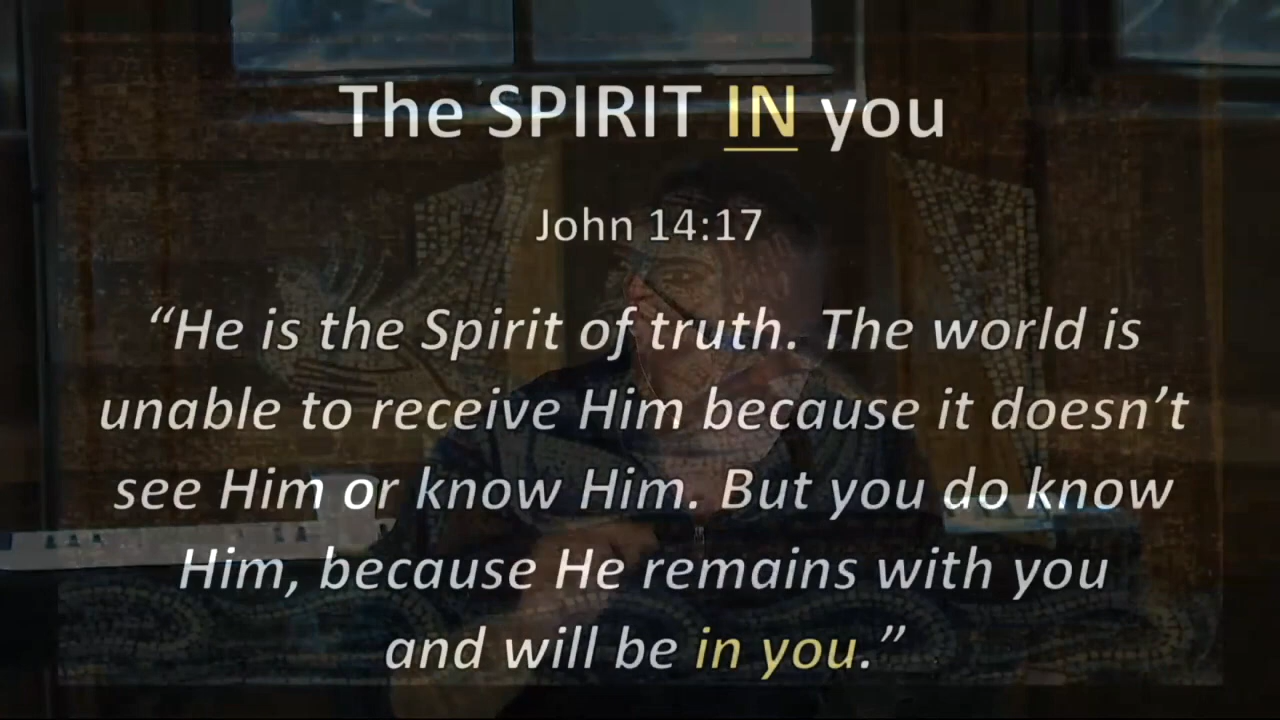 The SPIRIT IN you
John 14:17
“He is the Spirit of truth. The world is
unable to receive Him because it doesn’t
see Him or know Him. But you do know
Him, because He remains with you
and will be in you.”